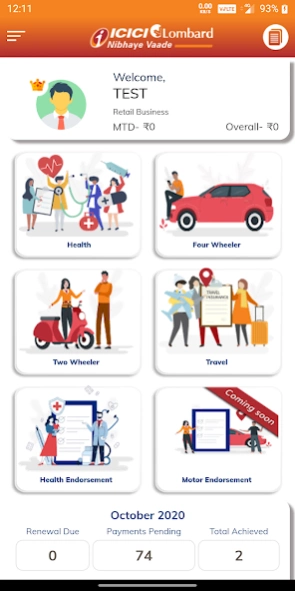 12:11
0.00
KB/S
VoLTE
4G
93%
ICICI Lombard
Nibhaye Vaade
Welcome,
TEST
Retail Business
MTD- ₹0
Overall- ₹0
Health
Four Wheeler
TRAVEL
INSURANCE
Two Wheeler
Travel
Coming soon
Health Endorsement
Motor Endorsement
October 2020
Renewal Due
Payments Pending
Total Achieved
0
74
2